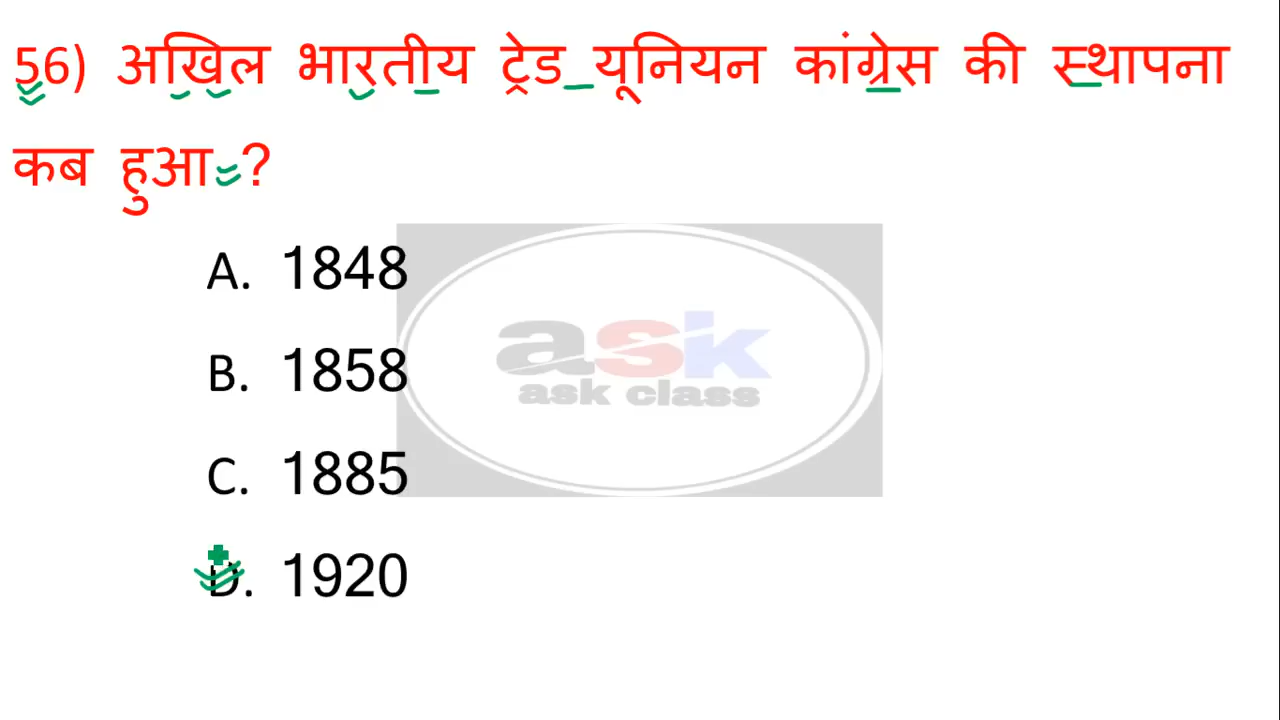 56) अखिल भारतीय ट्रेड यूनियन कांग्रेस की स्थापना
कब हुआ ?
A. 1848
B. 1858
C. 1885
D. 1920
ask
ask class